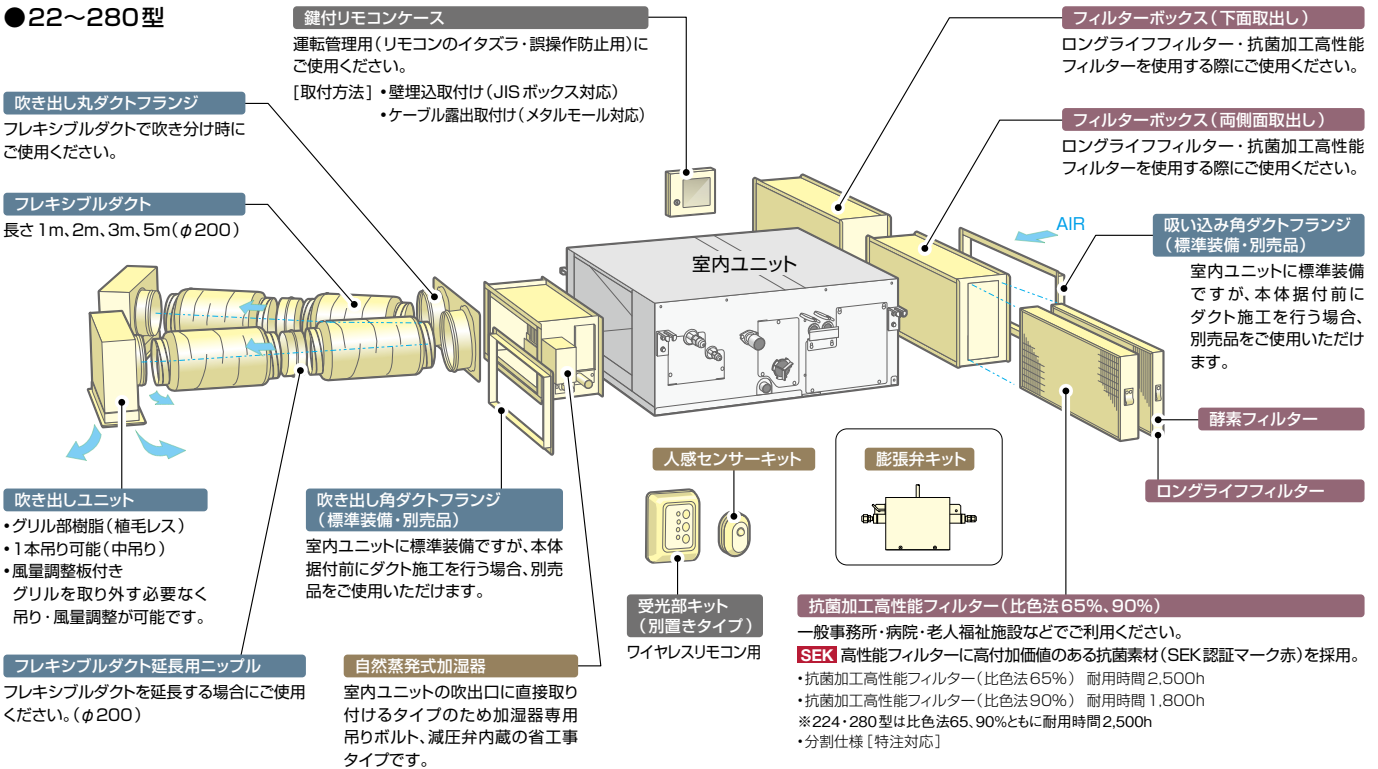 ●22〜280型
鍵付リモコンケース
運転管理用(リモコンのイタズラ・誤操作防止用)に
ご使用ください。
[取付方法] •壁埋込取付け(JISボックス対応)
•ケーブル露出取付け(メタルモール対応)
フィルターボックス(下面取出し)
ロングライフフィルター・抗菌加工高性能
フィルターを使用する際にご使用ください。
吹き出し丸ダクトフランジ
フレキシブルダクトで吹き分け時に
ご使用ください。
フィルターボックス(両側面取出し)
ロングライフフィルター・抗菌加工高性能
フィルターを使用する際にご使用ください。
フレキシブルダクト
長さ1m、2m、3m、5m(φ200)
AIR
吸い込み角ダクトフランジ
(標準装備・別売品)
室内ユニットに標準装備
ですが、本体据付前に
ダクト施工を行う場合、
別売品をご使用いただけ
ます。
室内ユニット
酵素フィルター
ロングライフフィルター
人感センサーキット
膨張弁キット
吹き出しユニット
•グリル部樹脂(植毛レス)
•1本吊り可能(中吊り)
•風量調整板付き
グリルを取り外す必要なく
吊り・風量調整が可能です。
吹き出し角ダクトフランジ
(標準装備・別売品)
室内ユニットに標準装備ですが、本体
据付前にダクト施工を行う場合、別売
品をご使用いただけます。
受光部キット
(別置きタイプ)
ワイヤレスリモコン用
抗菌加工高性能フィルター(比色法65%、90%)
一般事務所・病院・老人福祉施設などでご利用ください。
SEK 高性能フィルターに高付加価値のある抗菌素材(SEK認証マーク赤)を採用。
•抗菌加工高性能フィルター(比色法65%) 耐用時間2,500h
•抗菌加工高性能フィルター(比色法90%) 耐用時間1,800h
※224・280型は比色法65、90%ともに耐用時間2,500h
•分割仕様[特注対応]
フレキシブルダクト延長用ニップル
フレキシブルダクトを延長する場合にご使用
ください。(φ200)
自然蒸発式加湿器
室内ユニットの吹出口に直接取り
付けるタイプのため加湿器専用
吊りボルト、減圧弁内蔵の省工事
タイプです。